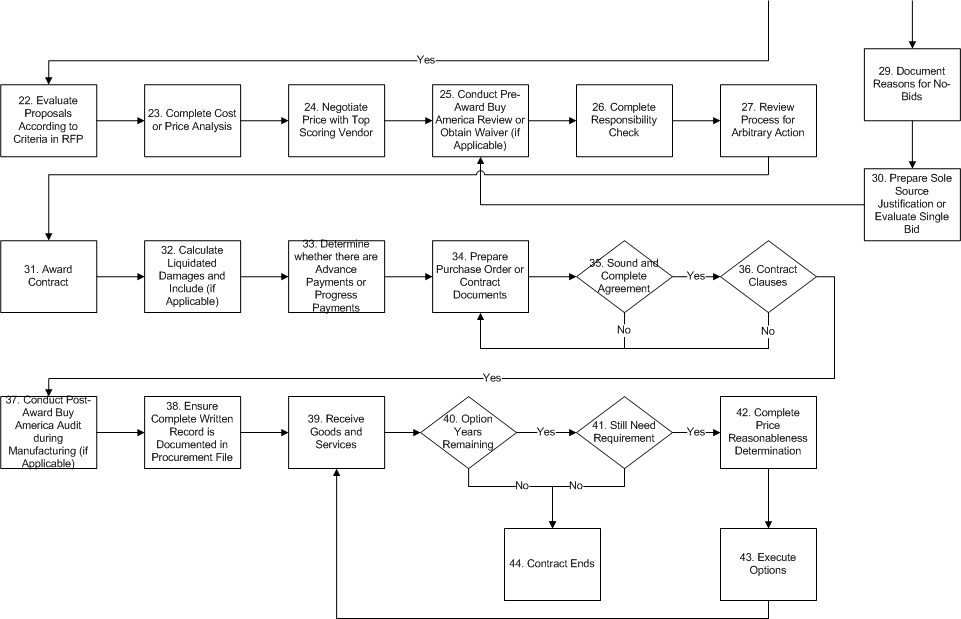 Yes
22. Evaluate
Proposals
According to
Criteria in RFP
23. Complete Cost
or Price Analysis
24. Negotiate
Price with Top
Scoring Vendor
25. Conduct Pre-
Award Buy
America Review or
Obtain Waiver (if
Applicable)
26. Complete
Responsibility
Check
27. Review
Process for
Arbitrary Action
29. Document
Reasons for No-
Bids
30. Prepare Sole
Source
Justification or
Evaluate Single
Bid
31. Award
Contract
32. Calculate
Liquidated
Damages and
Include (if
Applicable)
33. Determine
whether there are
Advance
Payments or
Progress
Payments
34. Prepare
Purchase Order or
Contract
Documents
35. Sound and
Complete
Agreement
Yes
36. Contract
Clauses
No
No
Yes
37. Conduct Post-
Award Buy
America Audit
during
Manufacturing (if
Applicable)
38. Ensure
Complete Written
Record is
Documented in
Procurement File
39. Receive
Goods and
Services
40. Option
Years
Remaining
Yes
41. Still Need
Requirement
Yes
42. Complete
Price
Reasonableness
Determination
No
No
44. Contract Ends
43. Execute
Options